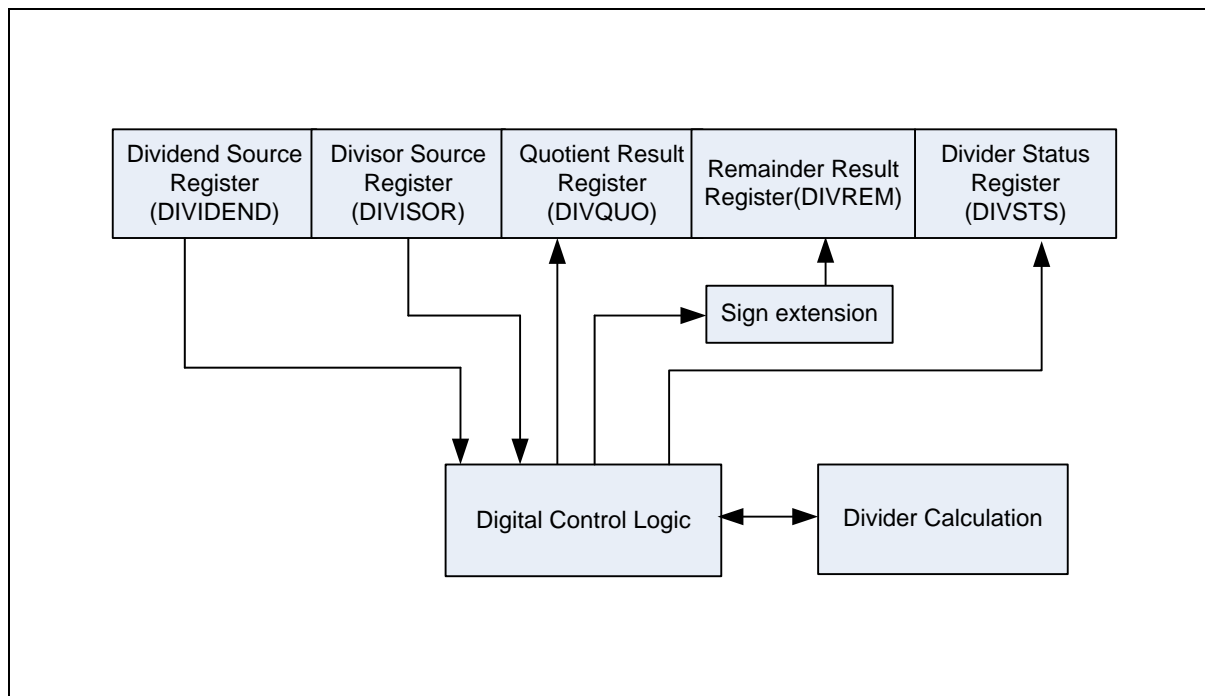 Dividend Source
Register
(DIVIDEND)
Divisor Source
Register
(DIVISOR)
Quotient Result
Register
(DIVQUO)
Remainder Result
Register(DIVREM)
Divider Status
Register
(DIVSTS)
Sign extension
Digital Control Logic
Divider Calculation